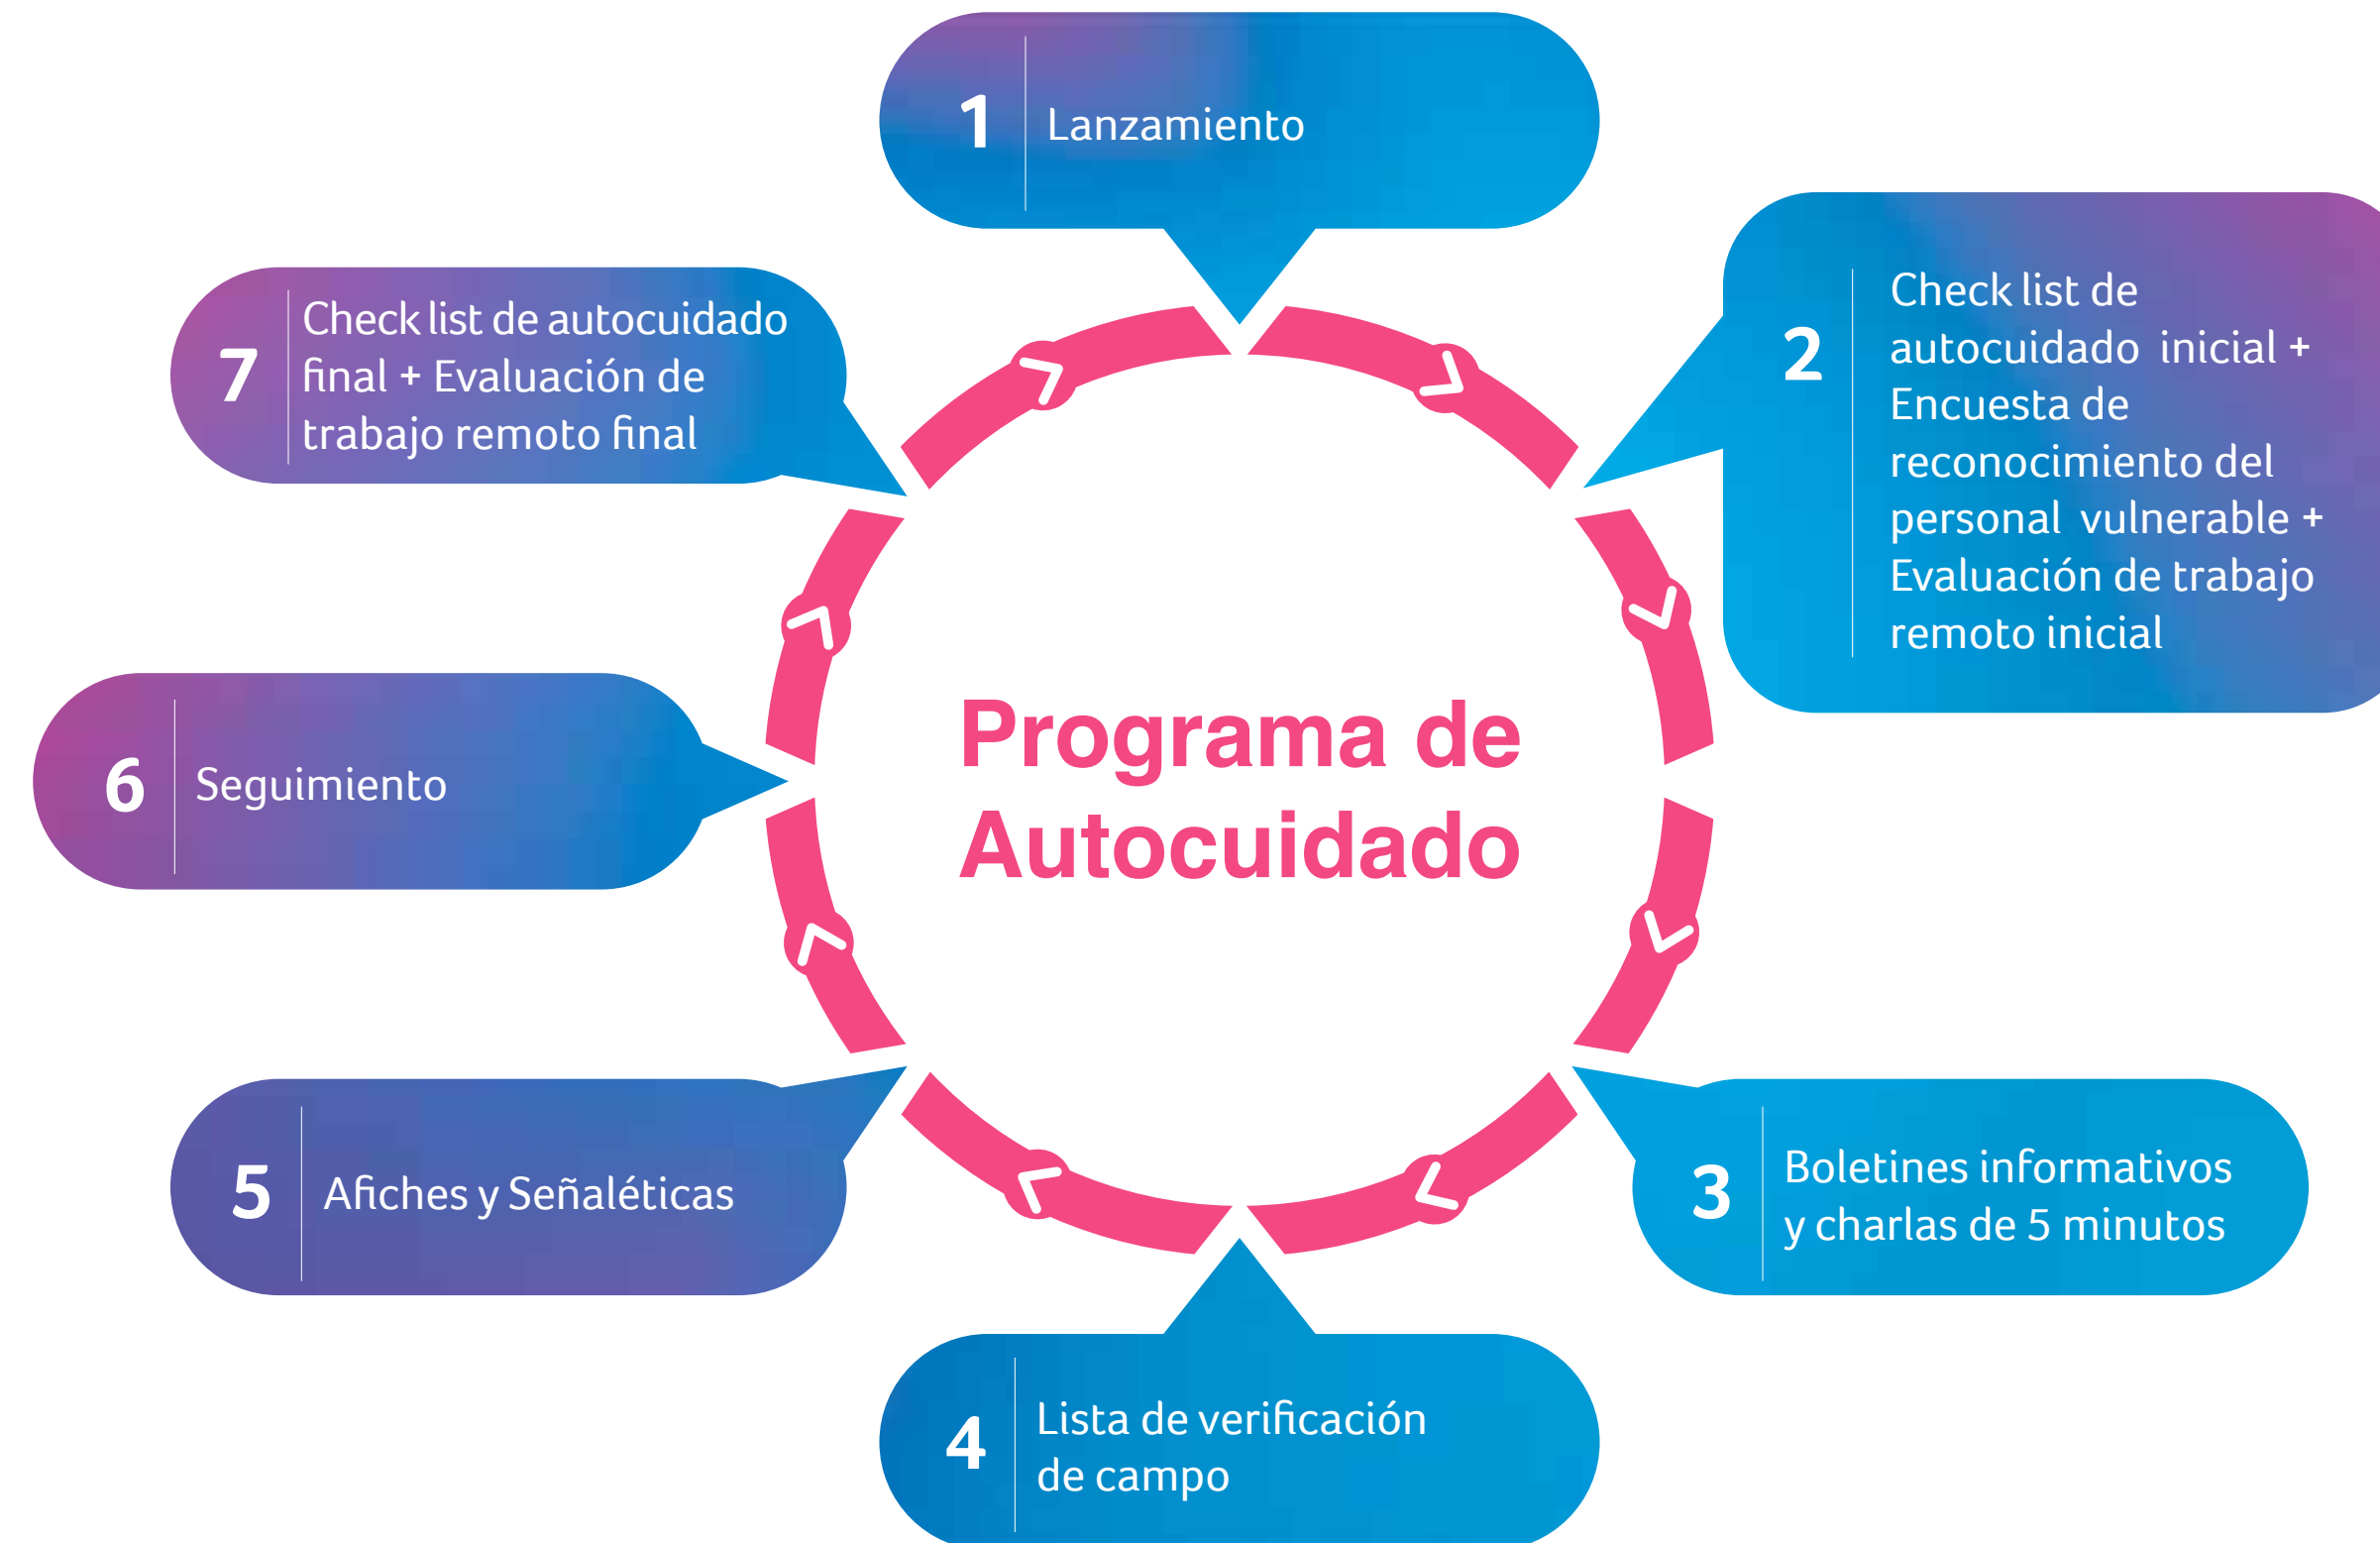 1
Lanzamiento
2
Check list de
autocuidado inicial +
Encuesta de
reconocimiento del
personal vulnerable +
Evaluación de trabajo
remoto inicial
3
Boletines informativos
y charlas de 5 minutos
4
Lista de verificación
de campo
5
Afiches y Señaléticas
6
Seguimiento
7
Check list de autocuidado
final + Evaluación de
trabajo remoto final
Programa de
Autocuidado